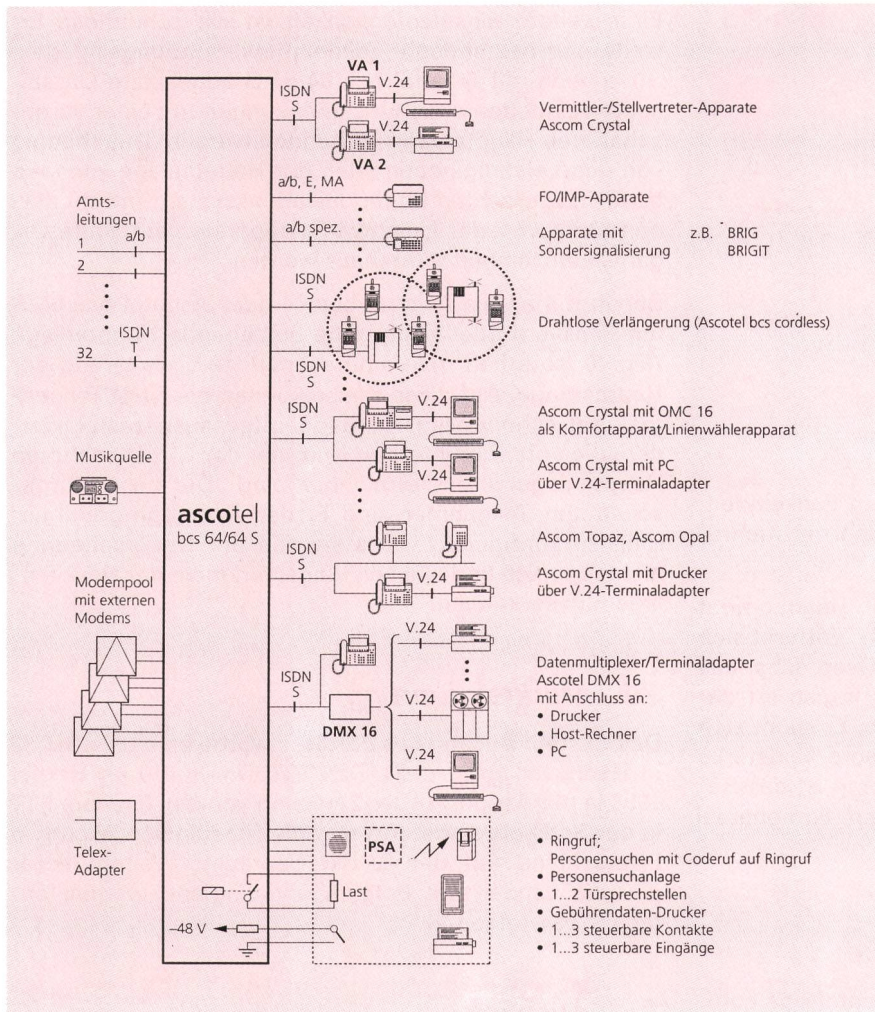 VA 1
ISDN
S
V.24
V.24
VA 2
Vermittler-/Stellvertreter-Apparate
Ascom Crystal
a/b, E, MA
FO/IMP-Apparate
a/b spez.
Apparate mit z.B. BRIG
Sondersignalisierung BRIGIT
ISDN
S
Drahtlose Verlängerung (Ascotel bcs cordless)
ISDN
S
ISDN
S
V.24
Ascom Crystal mit OMC 16
als Komfortapparat/Linienwählerapparat
V.24
Ascom Crystal mit PC
über V.24-Terminaladapter
ISDN
S
Ascom Topaz, Ascom Opal
V.24
Ascom Crystal mit Drucker
über V.24-Terminaladapter
ISDN
S
DMX 16
V.24
V.24
V.24
Datenmultiplexer/Terminaladapter
Ascotel DMX 16
mit Anschluss an:
• Drucker
• Host-Rechner
• PC
Amts-
leitungen
1 a/b
2
ISDN
T
32
Musikquelle
ascotel
bcs 64/64 S
Modempool
mit externen
Modems
Telex-
Adapter
PSA
Last
–48 V
• Ringruf;
Personensuchen mit Coderuf auf Ringruf
• Personensuchanlage
• 1...2 Türsprechstellen
• Gebührendaten-Drucker
• 1...3 steuerbare Kontakte
• 1...3 steuerbare Eingänge